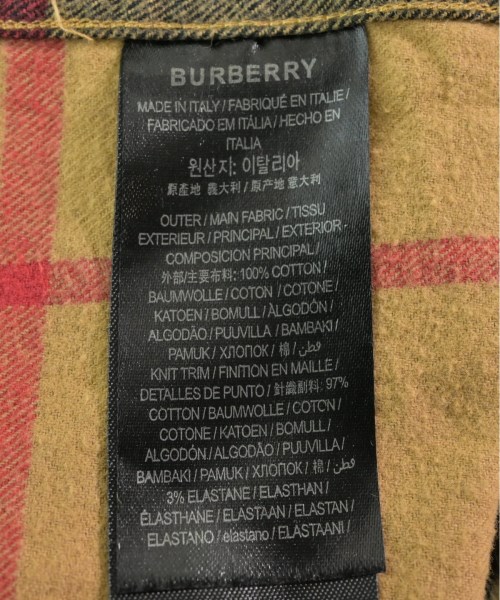 BURBERRY
MADE IN ITALY / FABRIQUÉ EN ITALIE /
FABRICADO EM ITÁLIA / HECHO EN
ITALIA
원산지: 이탈리아
原產地 義大利 / 原产地 意大利
OUTER / MAIN FABRIC / TISSU
EXTERIEUR / PRINCIPAL / EXTERIOR -
COMPOSICION PRINCIPAL /
外部/主要布料: 100% COTTON /
BAUMWOLLE / COTON / COTONE /
KATOEN / BOMULL / ALGODÓN /
ALGODÃO / PUUVILLA / BAMBAKI /
PAMUK / ХЛОПОК / 棉 / قطن /
KNIT TRIM / FINITION EN MAILLE /
DETALLES DE PUNTO / 針織副料: 97%
COTTON / BAUMWOLLE / COTON /
COTONE / KATOEN / BOMULL /
ALGODÓN / ALGODÃO / PUUVILLA /
BAMBAKI / PAMUK / ХЛОПОК / 棉 / قطن /
3% ELASTANE / ELASTHAN /
ÉLASTHANE / ELASTAAN / ELASTAN /
ELASTANO / elastano / ELASTAANI /